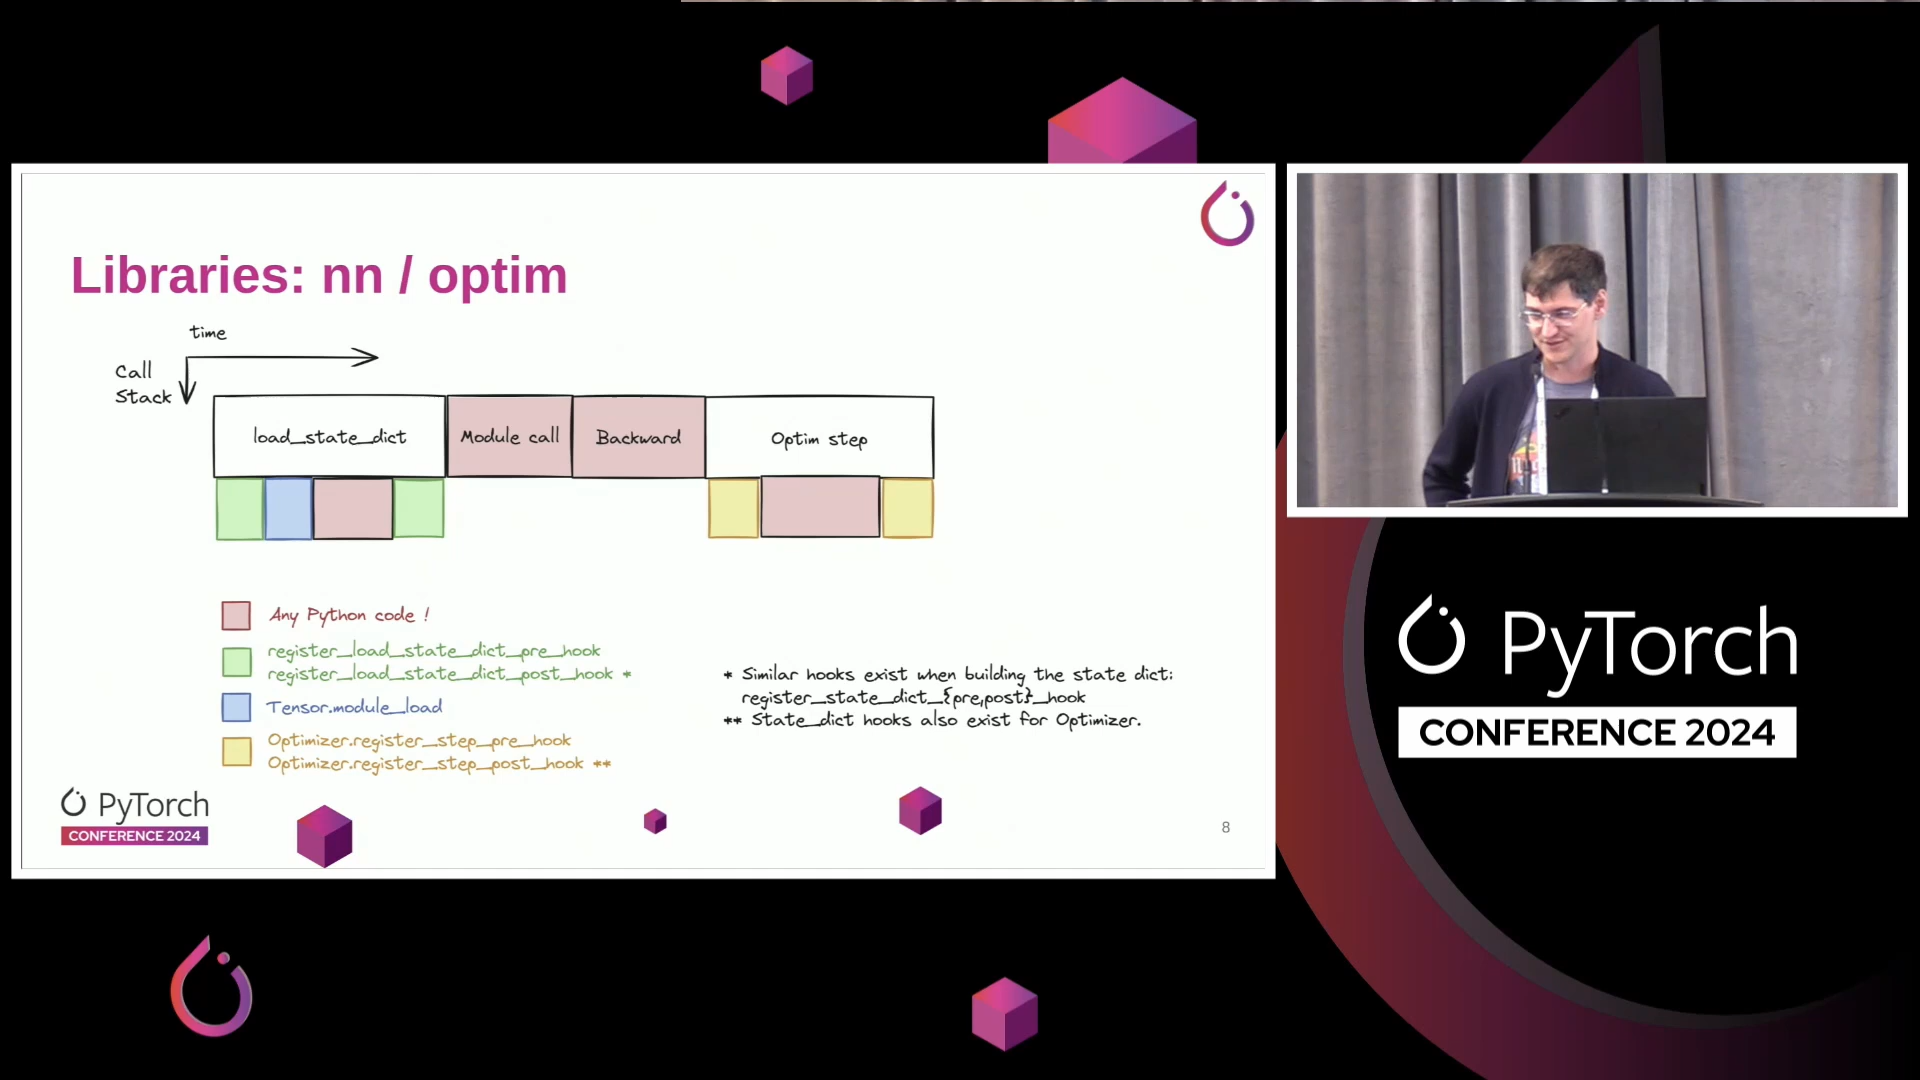 Libraries: nn / optim
time
Call
Stack
load_state_dict
Module call
Backward
Optim step
Any Python code !
register_load_state_dict_pre_hook
register_load_state_dict_post_hook *
Tensor.module_load
Optimizer.register_step_pre_hook
Optimizer.register_step_post_hook **
* Similar hooks exist when building the state dict:
register_state_dict_{pre,post}_hook
** State_dict hooks also exist for Optimizer.
PyTorch
CONFERENCE 2024
8
PyTorch
CONFERENCE 2024